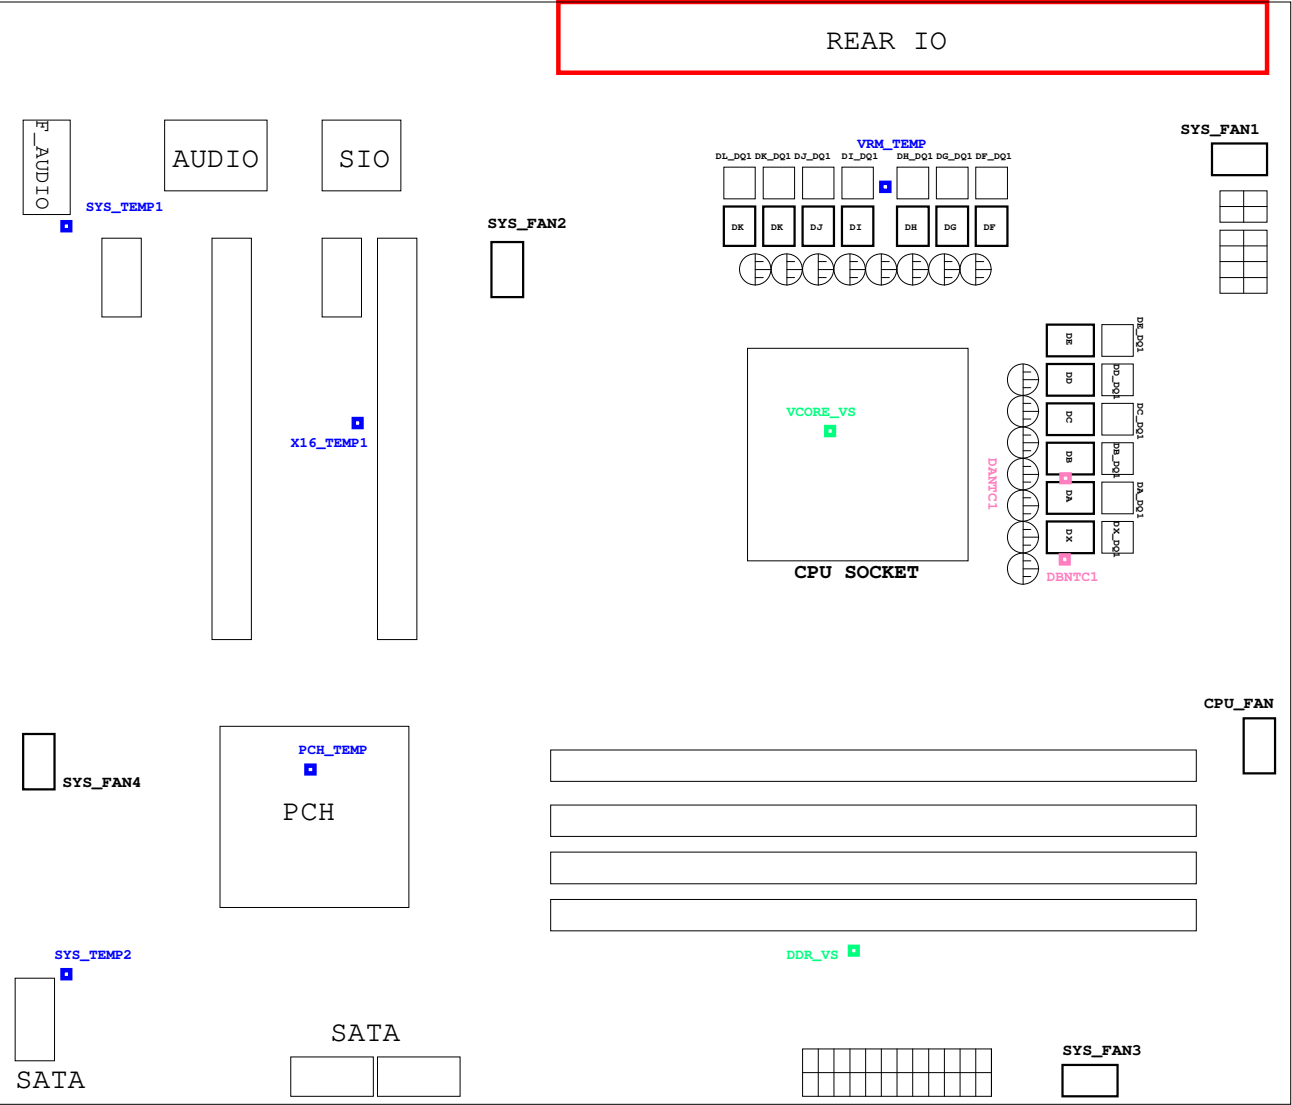 REAR IO
F_AUDIO
AUDIO
SIO
SYS_FAN1
VRM_TEMP
DL_DQ1 DK_DQ1 DJ_DQ1 DI_DQ1 DH_DQ1 DG_DQ1 DF_DQ1
SYS_TEMP1
SYS_FAN2
DK DK DJ DI DH DG DF
DE DE_DQ1
DD DD_DQ1
DC DC_DQ1
DB DB_DQ1
DA DA_DQ1
DX DX_DQ1
VCORE_VS
X16_TEMP1
DANTC1
CPU SOCKET
DBNTC1
CPU_FAN
PCH_TEMP
SYS_FAN4
PCH
SYS_TEMP2
DDR_VS
SATA
SYS_FAN3
SATA